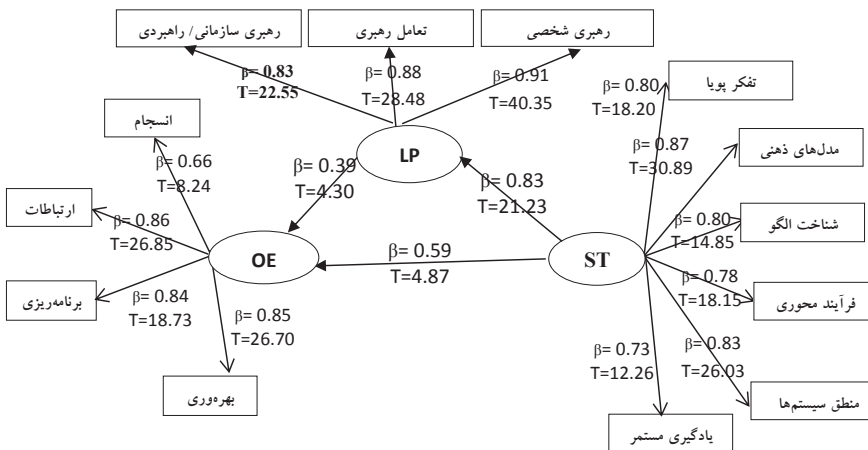 رهبری سازمانی/ راهبردی
تعامل رهبری
رهبری شخصی
β= 0.83
T=22.55
β= 0.88
T=28.48
β= 0.91
T=40.35
β= 0.80
T=18.20
تفکر پویا
انسجام
β= 0.66
T=8.24
LP
β= 0.39
T=4.30
β= 0.83
T=21.23
β= 0.87
T=30.89
مدل‌های ذهنی
ارتباطات
β= 0.86
T=26.85
β= 0.80
T=14.85
شناخت الگو
OE
β= 0.59
T=4.87
ST
β= 0.78
T=18.15
فرآیند محوری
برنامه‌ریزی
β= 0.84
T=18.73
β= 0.85
T=26.70
β= 0.73
T=12.26
β= 0.83
T=26.03
منطق سیستم‌ها
بهره‌وری
یادگیری مستمر